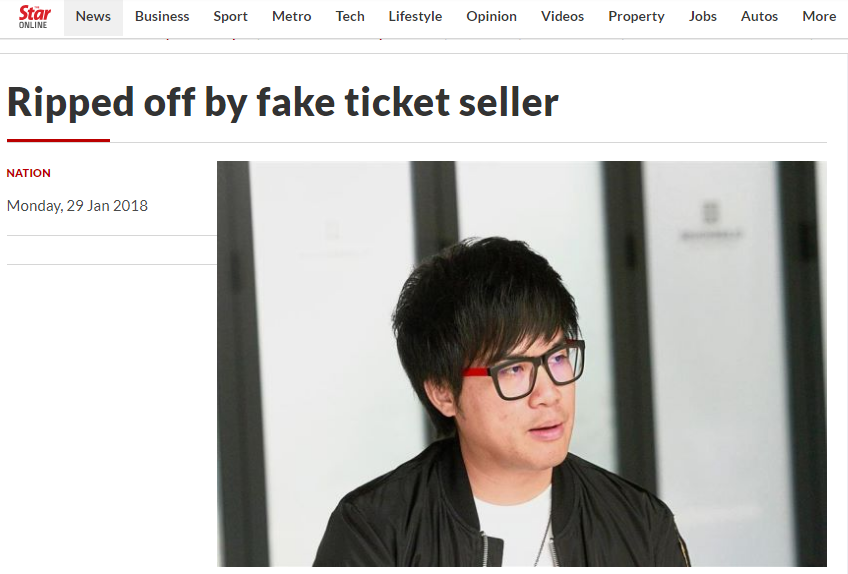 Star
ONLINE
News Business Sport Metro Tech Lifestyle Opinion Videos Property Jobs Autos More
Ripped off by fake ticket seller
NATION
Monday, 29 Jan 2018